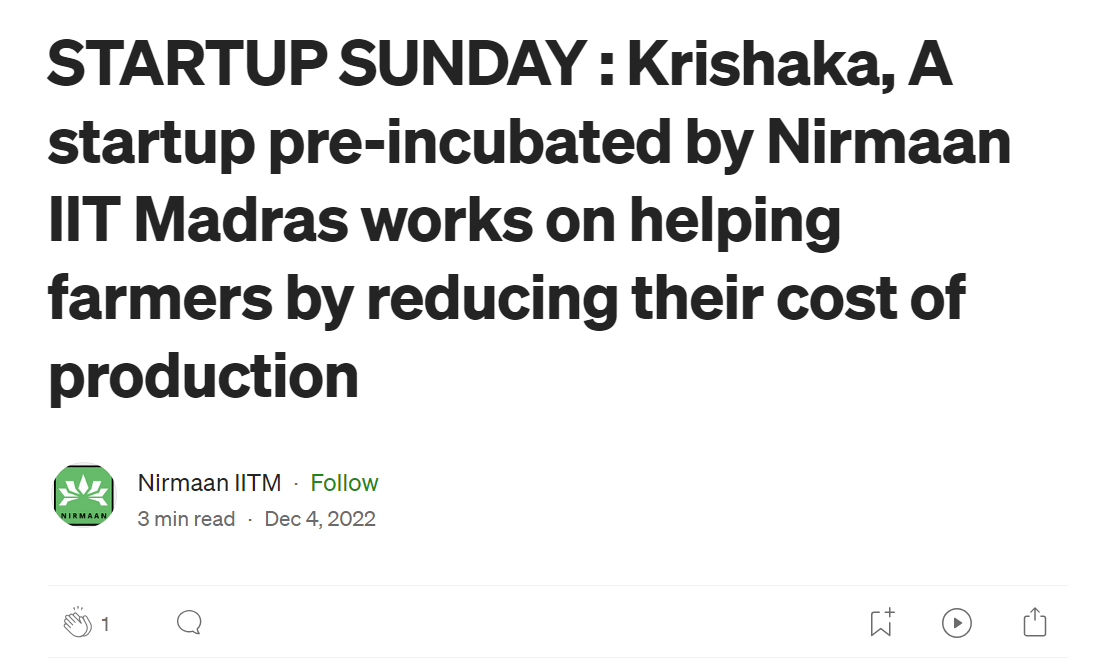 STARTUP SUNDAY : Krishaka, A
startup pre-incubated by Nirmaan
IIT Madras works on helping
farmers by reducing their cost of
production
NIRMAAN
Nirmaan IITM · Follow
3 min read · Dec 4, 2022
1